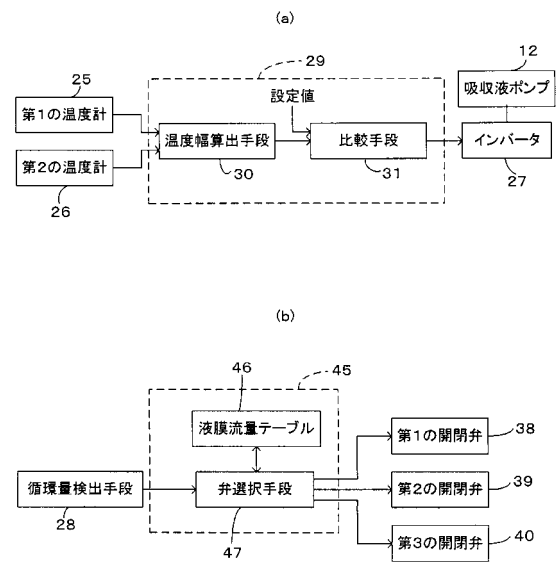 (a)
12
25
29
吸収液ポンプ
設定値
第1の温度計
温度幅算出手段
比較手段
インバータ
第2の温度計
30
31
27
26
(b)
46
45
液膜流量テーブル
38
第1の開閉弁
循環量検出手段
弁選択手段
第2の開閉弁
39
28
47
第3の開閉弁
40